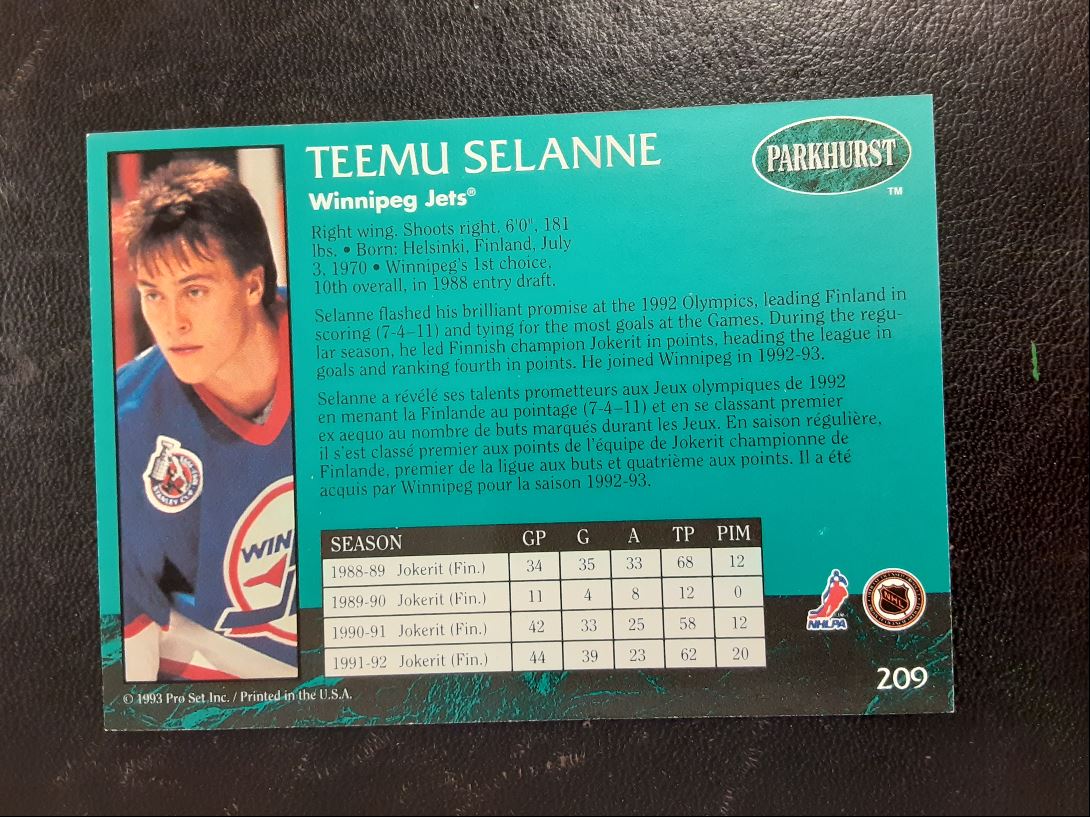 TEEMU SELANNE
PARKHURST
TM
Winnipeg Jets®
Right wing. Shoots right. 6'0", 181
lbs. • Born: Helsinki, Finland, July
3, 1970 • Winnipeg's 1st choice,
10th overall, in 1988 entry draft.
Selanne flashed his brilliant promise at the 1992 Olympics, leading Finland in
scoring (7-4–11) and tying for the most goals at the Games. During the regu-
lar season, he led Finnish champion Jokerit in points, heading the league in
goals and ranking fourth in points. He joined Winnipeg in 1992-93.
Selanne a révélé ses talents prometteurs aux Jeux olympiques de 1992
en menant la Finlande au pointage (7-4–11) et en se classant premier
ex aequo au nombre de buts marqués durant les Jeux. En saison régulière,
il s'est classé premier aux points de l'équipe de Jokerit championne de
Finlande, premier de la ligue aux buts et quatrième aux points. Il a été
acquis par Winnipeg pour la saison 1992-93.
STANLEY CUP
WIN
SEASON GP G A TP PIM
1988-89 Jokerit (Fin.) 34 35 33 68 12
1989-90 Jokerit (Fin.) 11 4 8 12 0
1990-91 Jokerit (Fin.) 42 33 25 58 12
1991-92 Jokerit (Fin.) 44 39 23 62 20
NHLPA
NHL
209
© 1993 Pro Set Inc. / Printed in the U.S.A.